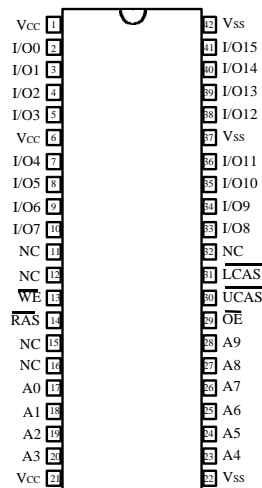 Vcc 1 42 Vss
I/O0 2 41 I/O15
I/O1 3 40 I/O14
I/O2 4 39 I/O13
I/O3 5 38 I/O12
Vcc 6 37 Vss
I/O4 7 36 I/O11
I/O5 8 35 I/O10
I/O6 9 34 I/O9
I/O7 10 33 I/O8
NC 11 32 NC
NC 12 31 LCAS
WE 13 30 UCAS
RAS 14 29 OE
NC 15 28 A9
NC 16 27 A8
A0 17 26 A7
A1 18 25 A6
A2 19 24 A5
A3 20 23 A4
Vcc 21 22 Vss